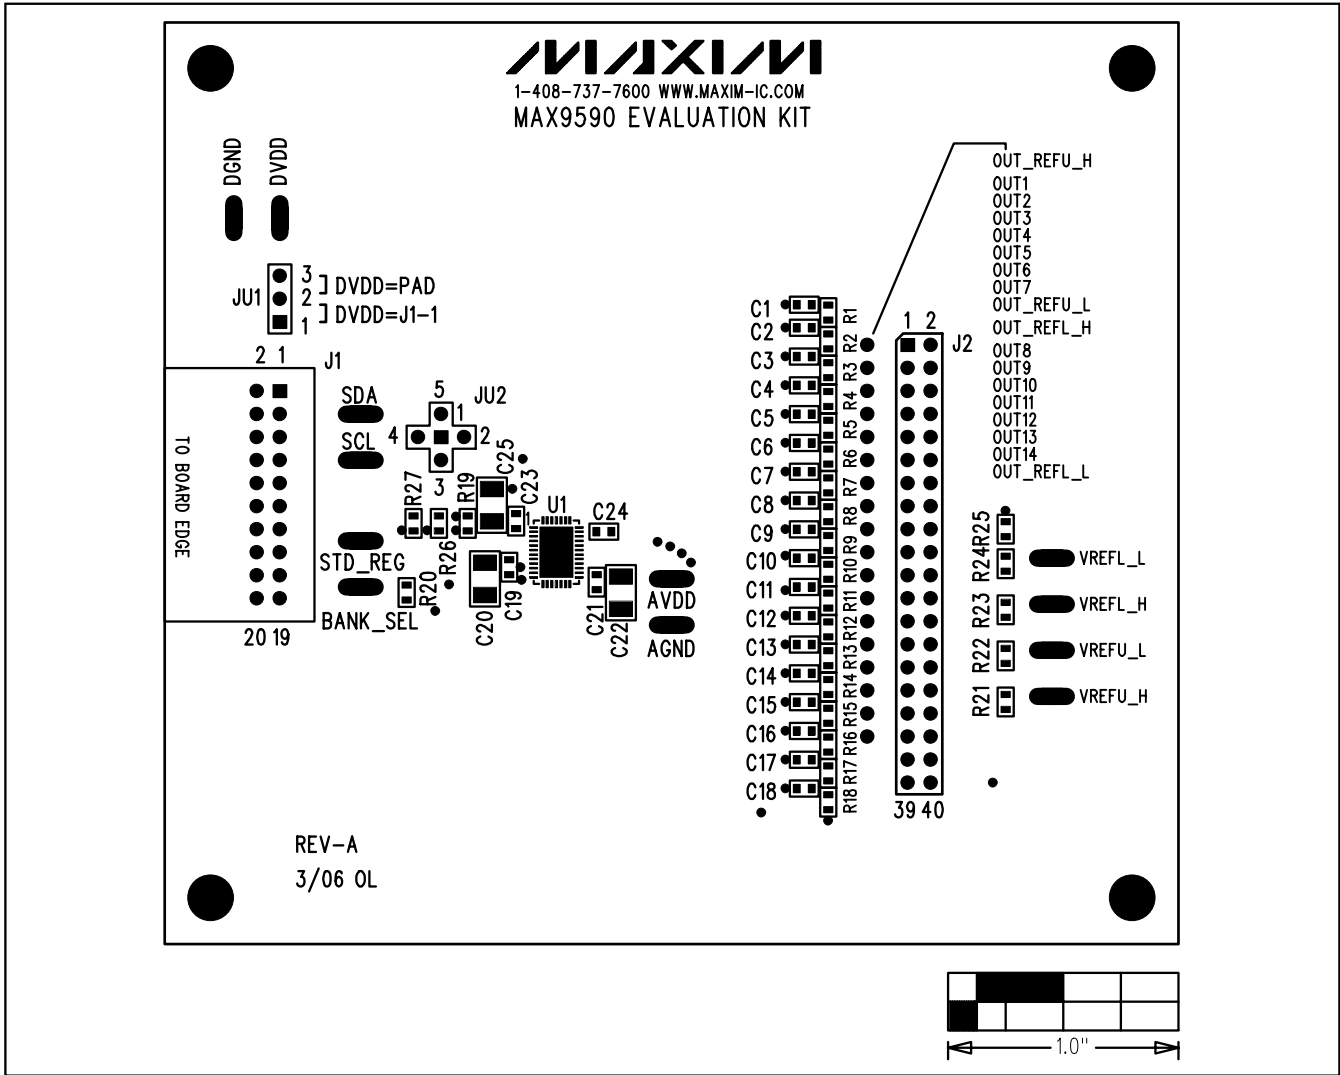 MAXIM
1-408-737-7600 WWW.MAXIM-IC.COM
MAX9590 EVALUATION KIT
DGND
DVDD
JU1
3
2
1
DVDD=PAD
DVDD=J1-1
2 1
J1
TO BOARD EDGE
20 19
SDA
SCL
STD_REG
BANK_SEL
5
JU2
1
4
2
3
R27
R26
R19
R20
C25
C23
1
U1
C24
C20
C19
C21
C22
AVDD
AGND
C1
C2
C3
C4
C5
C6
C7
C8
C9
C10
C11
C12
C13
C14
C15
C16
C17
C18
R1
R2
R3
R4
R5
R6
R7
R8
R9
R10
R11
R12
R13
R14
R15
R16
R17
R18
1 2
J2
39 40
OUT_REFU_H
OUT1
OUT2
OUT3
OUT4
OUT5
OUT6
OUT7
OUT_REFU_L
OUT_REFL_H
OUT8
OUT9
OUT10
OUT11
OUT12
OUT13
OUT14
OUT_REFL_L
R25
R24
R23
R22
R21
VREFL_L
VREFL_H
VREFU_L
VREFU_H
REV-A
3/06 OL
1.0"